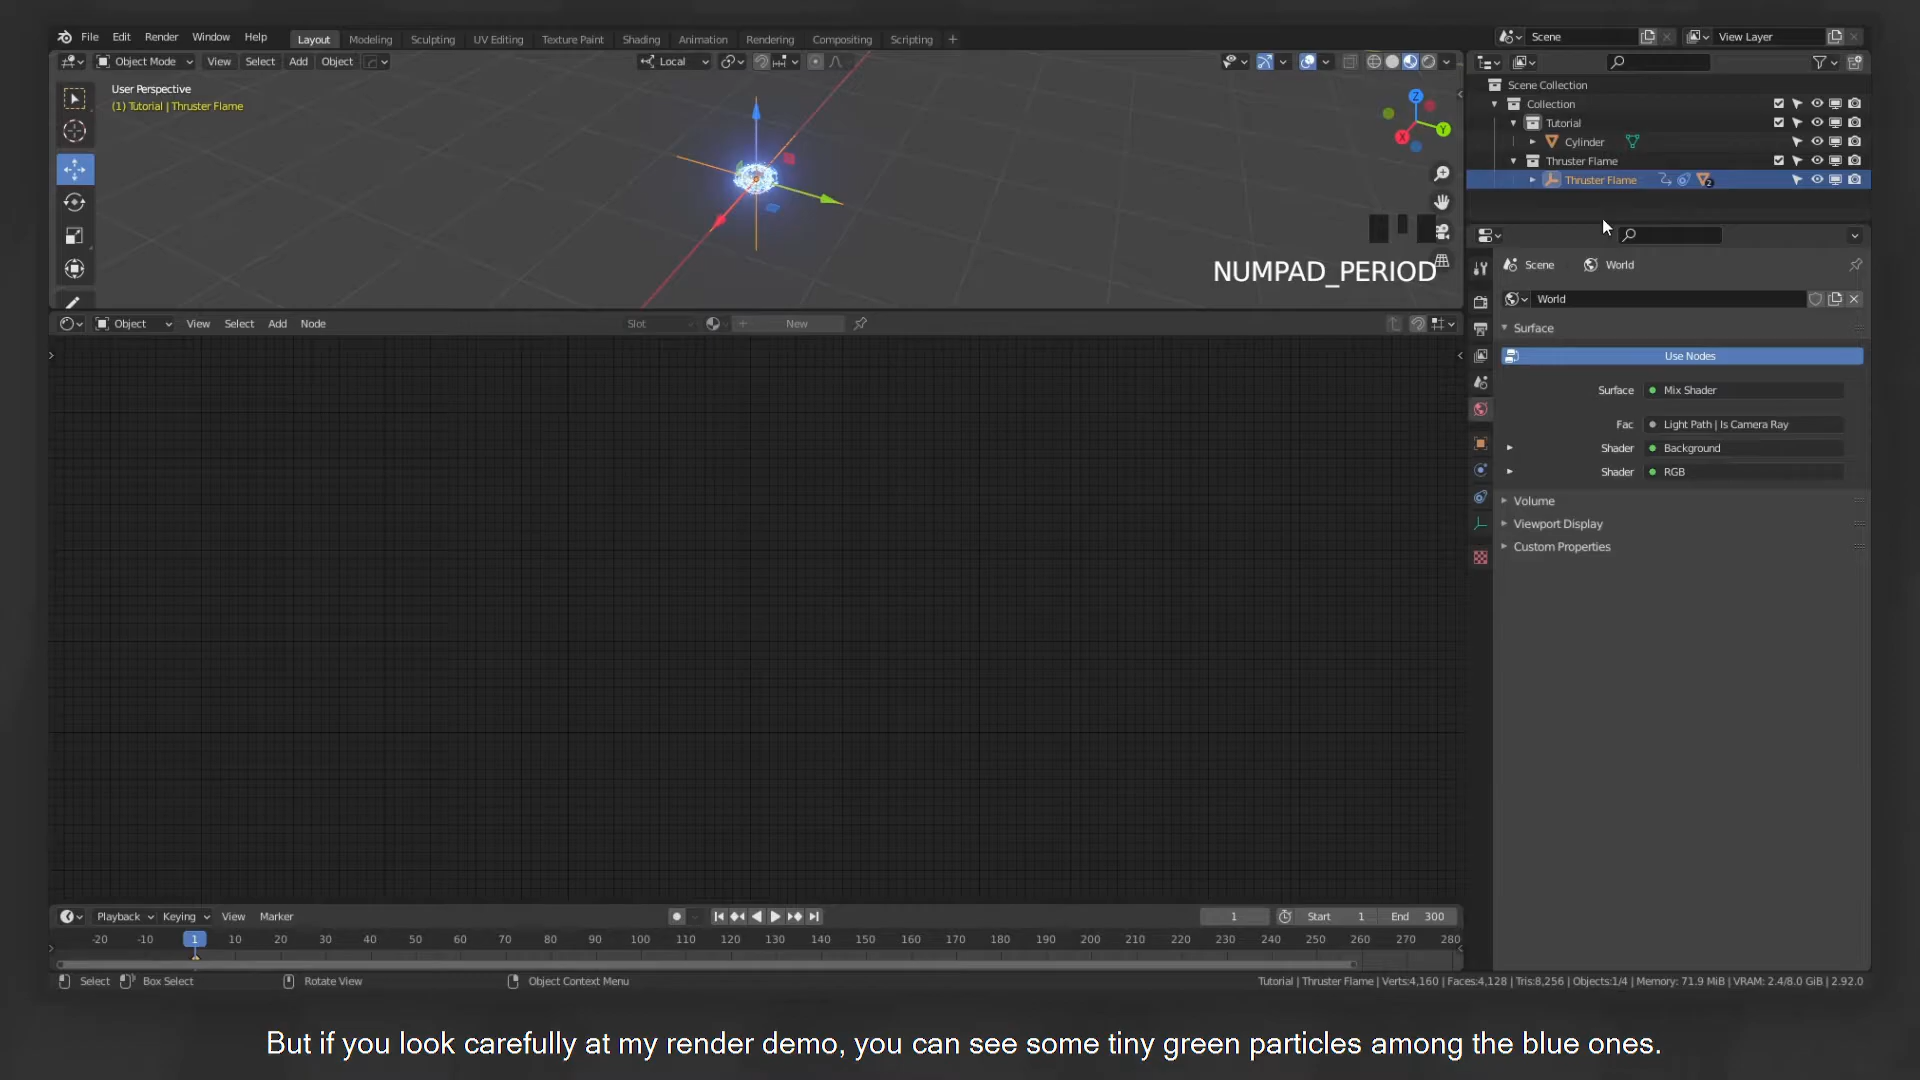 File Edit Render Window Help Layout Modeling Sculpting UV Editing Texture Paint Shading Animation Rendering Compositing Scripting +
Scene View Layer
Object Mode View Select Add Object Local
User Perspective
(1) Tutorial | Thruster Flame
Z
Y
X
NUMPAD_PERIOD
Scene Collection
Collection
Tutorial
Cylinder
Thruster Flame
Thruster Flame 2
Scene World
World
Surface
Use Nodes
Surface Mix Shader
Fac Light Path | Is Camera Ray
Shader Background
Shader RGB
Volume
Viewport Display
Custom Properties
Object View Select Add Node Slot New
Playback Keying View Marker 1 Start 1 End 300
-20 -10 1 10 20 30 40 50 60 70 80 90 100 110 120 130 140 150 160 170 180 190 200 210 220 230 240 250 260 270 280
Select Box Select Rotate View Object Context Menu
Tutorial | Thruster Flame | Verts:4,160 | Faces:4,128 | Tris:8,256 | Objects:1/4 | Memory: 71.9 MiB | VRAM: 2.4/8.0 GiB | 2.92.0
But if you look carefully at my render demo, you can see some tiny green particles among the blue ones.